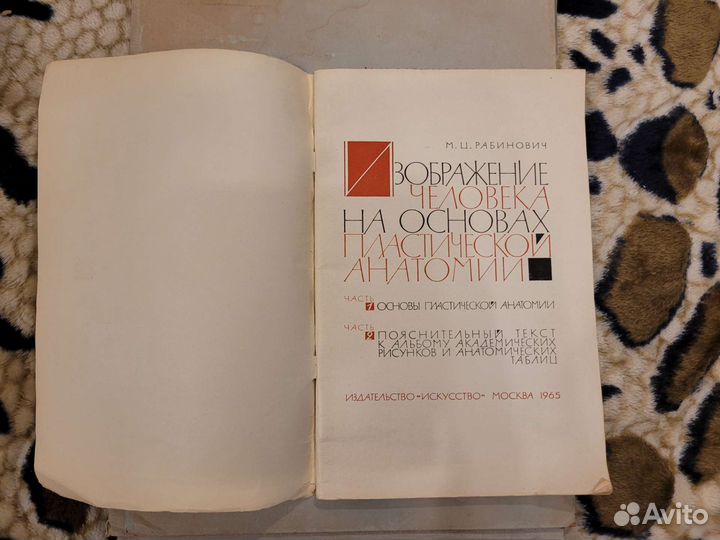 М. Ц. РАБИНОВИЧ
ИЗОБРАЖЕНИЕ
ЧЕЛОВЕКА
НА ОСНОВАХ
ПЛАСТИЧЕСКОЙ
АНАТОМИИ
ЧАСТЬ 1 ОСНОВЫ ПЛАСТИЧЕСКОЙ АНАТОМИИ
ЧАСТЬ 2 ПОЯСНИТЕЛЬНЫЙ ТЕКСТ
К АЛЬБОМУ АКАДЕМИЧЕСКИХ
РИСУНКОВ И АНАТОМИЧЕСКИХ
ТАБЛИЦ
ИЗДАТЕЛЬСТВО «ИСКУССТВО» МОСКВА 1965
Avito